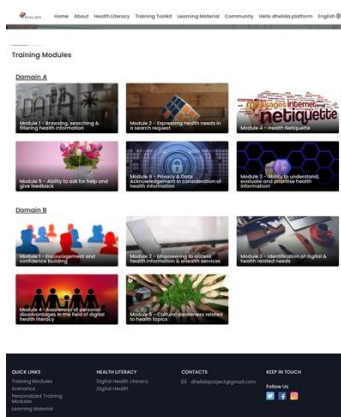 Home About Health Literacy Training Toolkit Learning Material Community Hello dhelida.platform English
Training Modules
Domain A
Module 1 - Browsing, searching &
filtering health information
Module 2 - Expressing health needs in
a search request
messages internet
netiquette
Module 4 - Health Netiquette
Module 5 - Ability to ask for help and
give feedback
Module 6 - Privacy & Data
Acknowledgement in consideration of
health information
Module 3 - Ability to understand,
evaluate and prioritise health
information!
Domain B
Module 1 - Encouragement and
confidence building
Module 3 - Empowering to access
health information & eHealth services
Module 2 - Identification of digital &
health related needs
Module 4 - Awareness of personal
disadvantages in the field of digital
health literacy
Module 5 - Cultural awareness related
to health topics
QUICK LINKS
Training Modules
Scenarios
Personalized Training
Modules
Learning Material
HEALTH LITERACY
Digital Health Literacy
Digital Health
CONTACTS
dhelidaproject@gmail.com
KEEP IN TOUCH
Follow Us